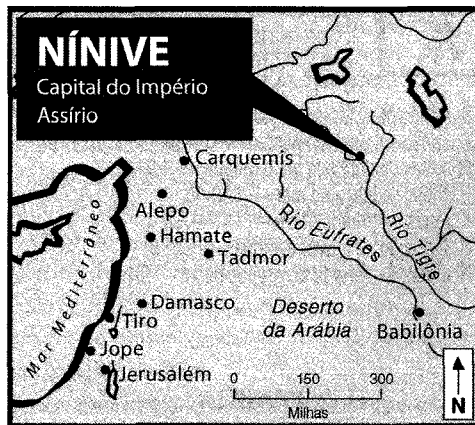 NÍNIVE
Capital do Império
Assírio
Carquemis
Alepo
Hamate
Tadmor
Rio Eufrates
Rio Tigre
Mar Mediterrâneo
Damasco
Tiro
Deserto
da Arábia
Babilônia
Jope
Jerusalém
0 150 300
Milhas
N